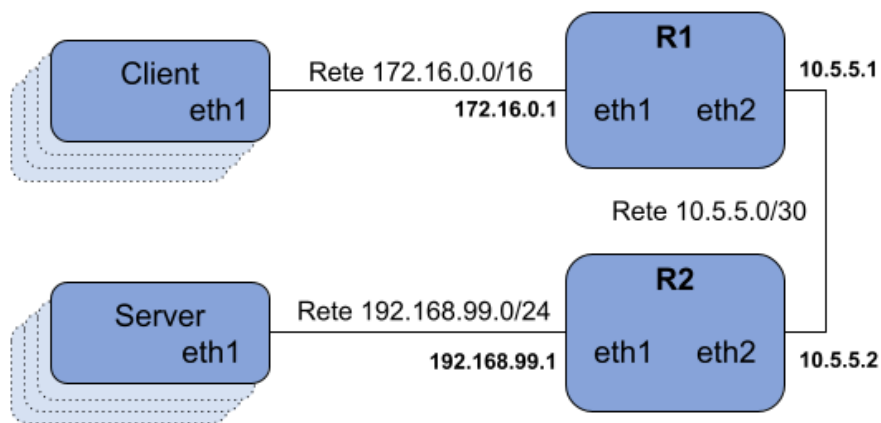 Client
eth1
Rete 172.16.0.0/16
172.16.0.1
R1
eth1 eth2
10.5.5.1
Rete 10.5.5.0/30
Server
eth1
Rete 192.168.99.0/24
192.168.99.1
R2
eth1 eth2
10.5.5.2